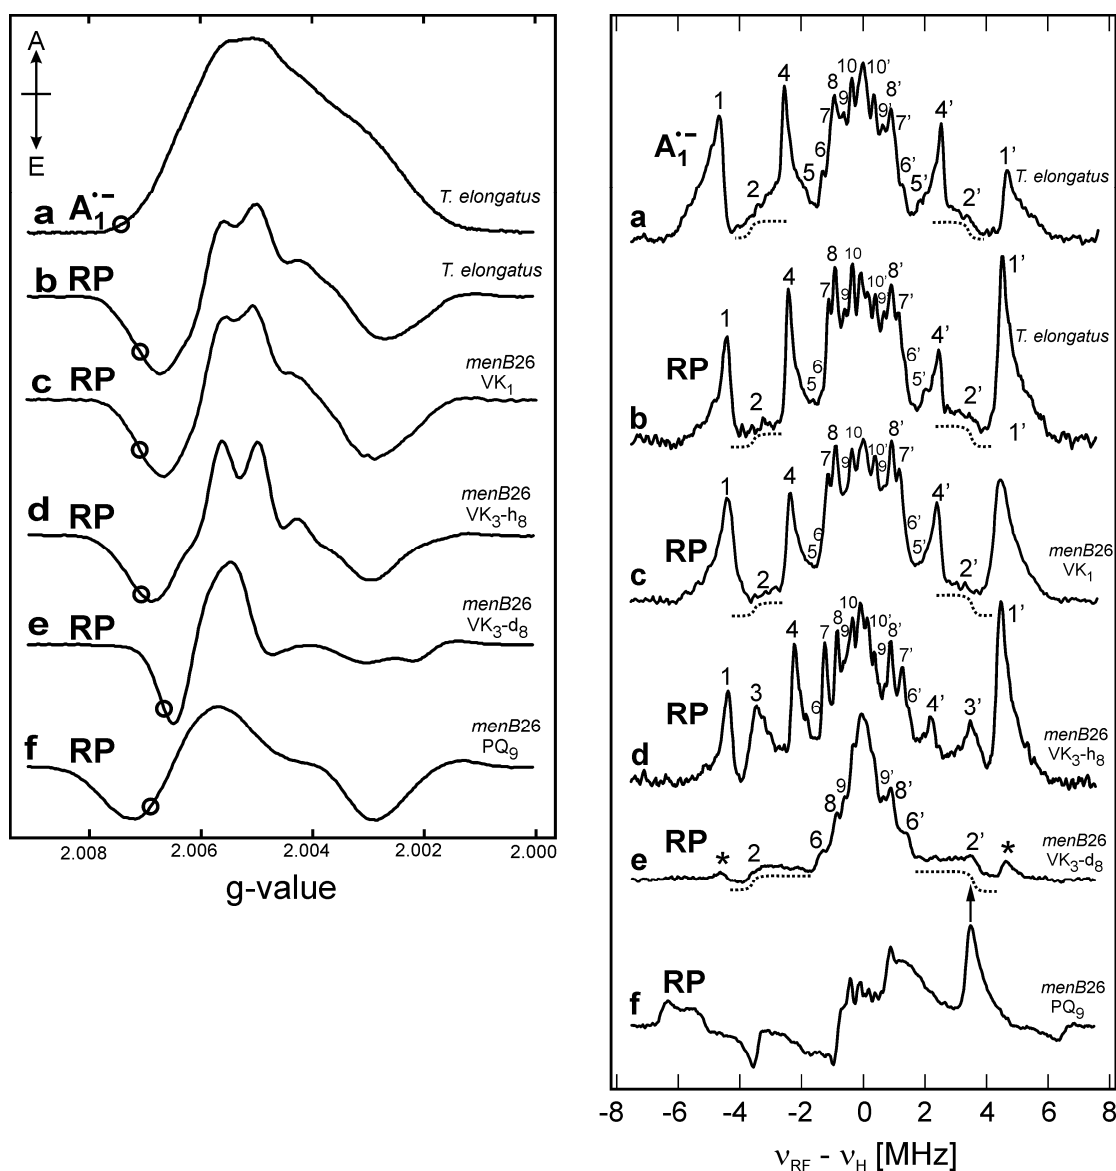 A
E
a A₁•− T. elongatus
b RP T. elongatus
c RP menB26
VK₁
d RP menB26
VK₃-h₈
e RP menB26
VK₃-d₈
f RP menB26
PQ₉
2.008 2.006 2.004 2.002 2.000
g-value
1 2 4 5 6 7 8 9 10 10’ 9’ 8’ 7’ 6’ 5’ 4’ 2’ 1’
A₁•−
T. elongatus
a
1 2 4 5 6 7 8 9 10 10’ 9’ 8’ 7’ 6’ 5’ 4’ 2’ 1’
T. elongatus
RP
b
1’
1 2 4 5 6 7 8 9 10 10’ 9’ 8’ 6’ 5’ 4’ 2’
7’
RP
menB26
VK₁
c
1 3 4 6 7 8 9 10 10’ 9’ 8’ 7’ 6’ 4’ 3’ 1’
RP
menB26
VK₃-h₈
d
* 2 6 8 9 9’ 8’ 6’ 2’ *
RP
menB26
VK₃-d₈
e
RP
menB26
PQ₉
f
-8 -6 -4 -2 0 2 4 6 8
νRF - νH [MHz]